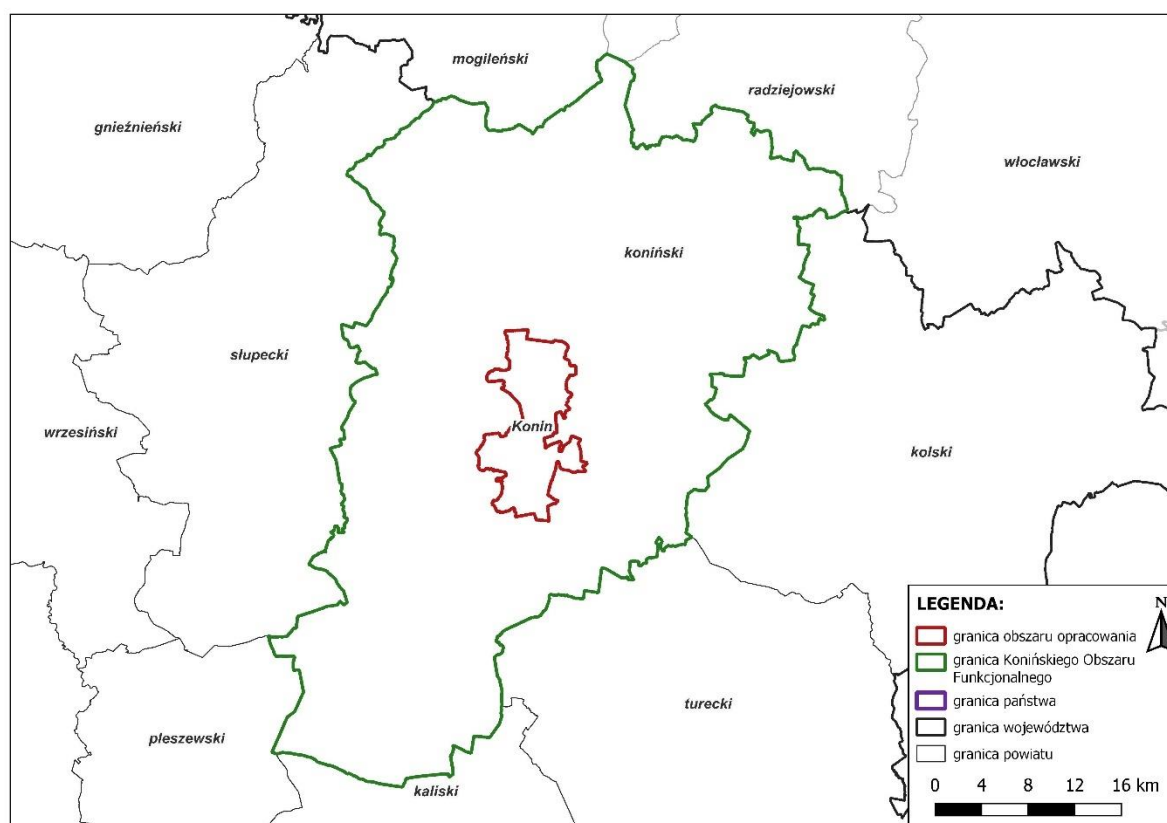 mogileński
radziejowski
gnieźnieński
włocławski
koniński
słupecki
Konin
wrzesiński
kolski
turecki
pleszewski
kaliski
LEGENDA:
N
granica obszaru opracowania
granica Konińskiego Obszaru
Funkcjonalnego
granica państwa
granica województwa
granica powiatu
0 4 8 12 16 km